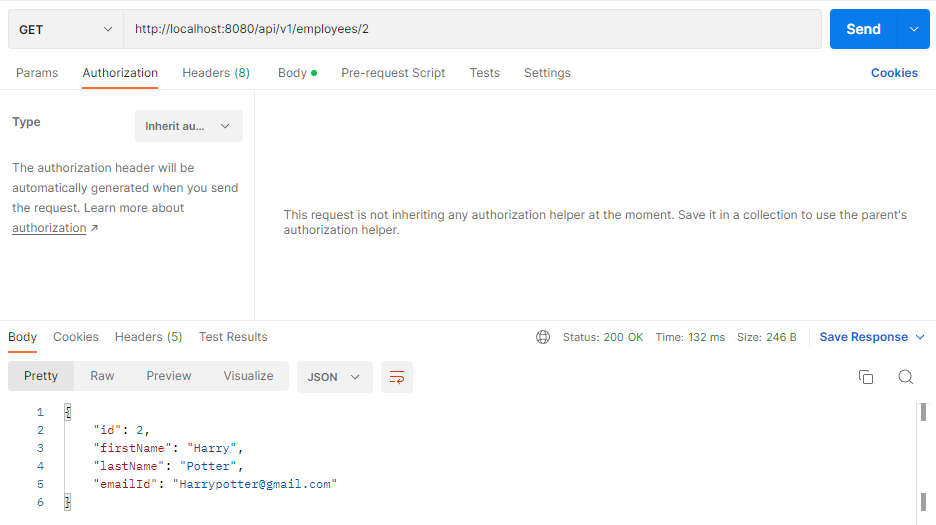 GET http://localhost:8080/api/v1/employees/2 Send
Params Authorization Headers (8) Body Pre-request Script Tests Settings Cookies
Type Inherit au...
The authorization header will be
automatically generated when you send
the request. Learn more about
authorization ↗
This request is not inheriting any authorization helper at the moment. Save it in a collection to use the parent's
authorization helper.
Body Cookies Headers (5) Test Results Status: 200 OK Time: 132 ms Size: 246 B Save Response
Pretty Raw Preview Visualize JSON
1 {
2 "id": 2,
3 "firstName": "Harry",
4 "lastName": "Potter",
5 "emailId": "Harrypotter@gmail.com"
6 }